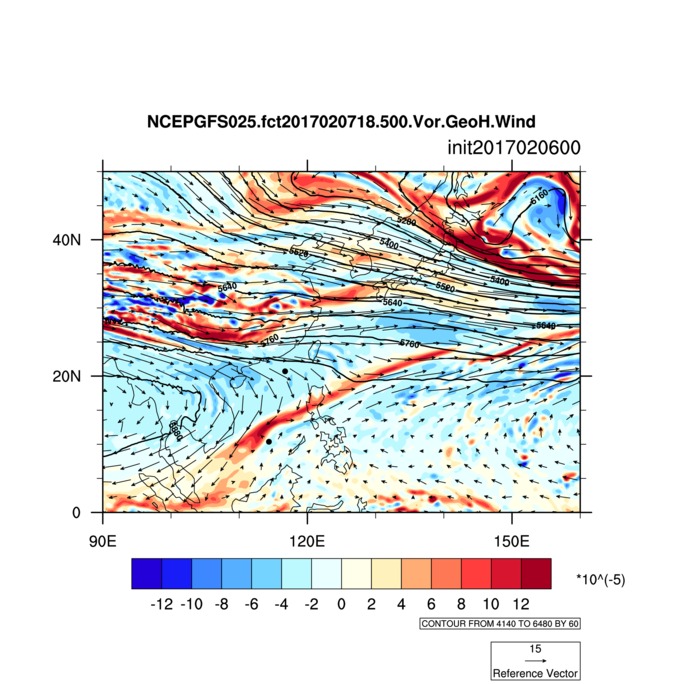 NCEPGFS025.fct2017020718.500.Vor.GeoH.Wind
init2017020600
5160
5280
5400
5520
40N
5640
5520
5400
5640
5640
5760
5760
20N
5880
0
90E 120E 150E
-12 -10 -8 -6 -4 -2 0 2 4 6 8 10 12
*10^(-5)
CONTOUR FROM 4140 TO 6480 BY 60
15
Reference Vector